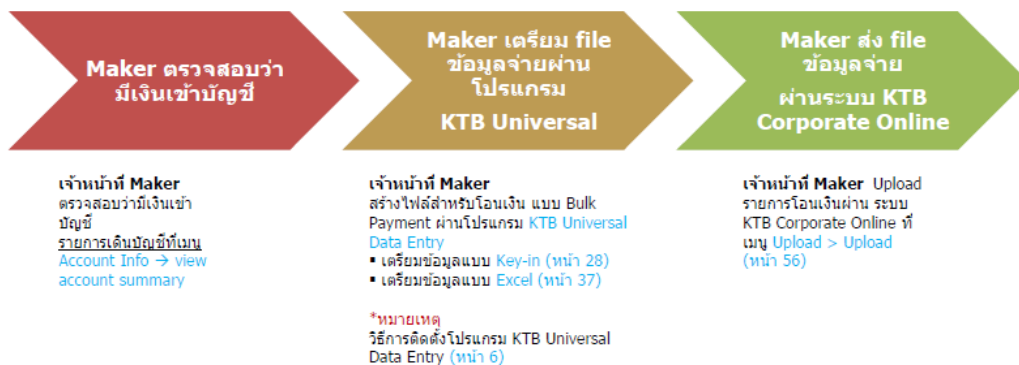 Maker ตรวจสอบว่า
มีเงินเข้าบัญชี
Maker เตรียม file
ข้อมูลจ่ายผ่าน
โปรแกรม
KTB Universal
Maker ส่ง file
ข้อมูลจ่าย
ผ่านระบบ KTB
Corporate Online
เจ้าหน้าที่ Maker
ตรวจสอบว่ามีเงินเข้า
บัญชี
รายการเดินบัญชีที่เมนู
Account Info → view
account summary
เจ้าหน้าที่ Maker
สร้างไฟล์สำหรับโอนเงิน แบบ Bulk
Payment ผ่านโปรแกรม KTB Universal
Data Entry
▪ เตรียมข้อมูลแบบ Key-in (หน้า 28)
▪ เตรียมข้อมูลแบบ Excel (หน้า 37)
*หมายเหตุ
วิธีการติดตั้งโปรแกรม KTB Universal
Data Entry (หน้า 6)
เจ้าหน้าที่ Maker Upload
รายการโอนเงินผ่าน ระบบ
KTB Corporate Online ที่
เมนู Upload > Upload
(หน้า 56)